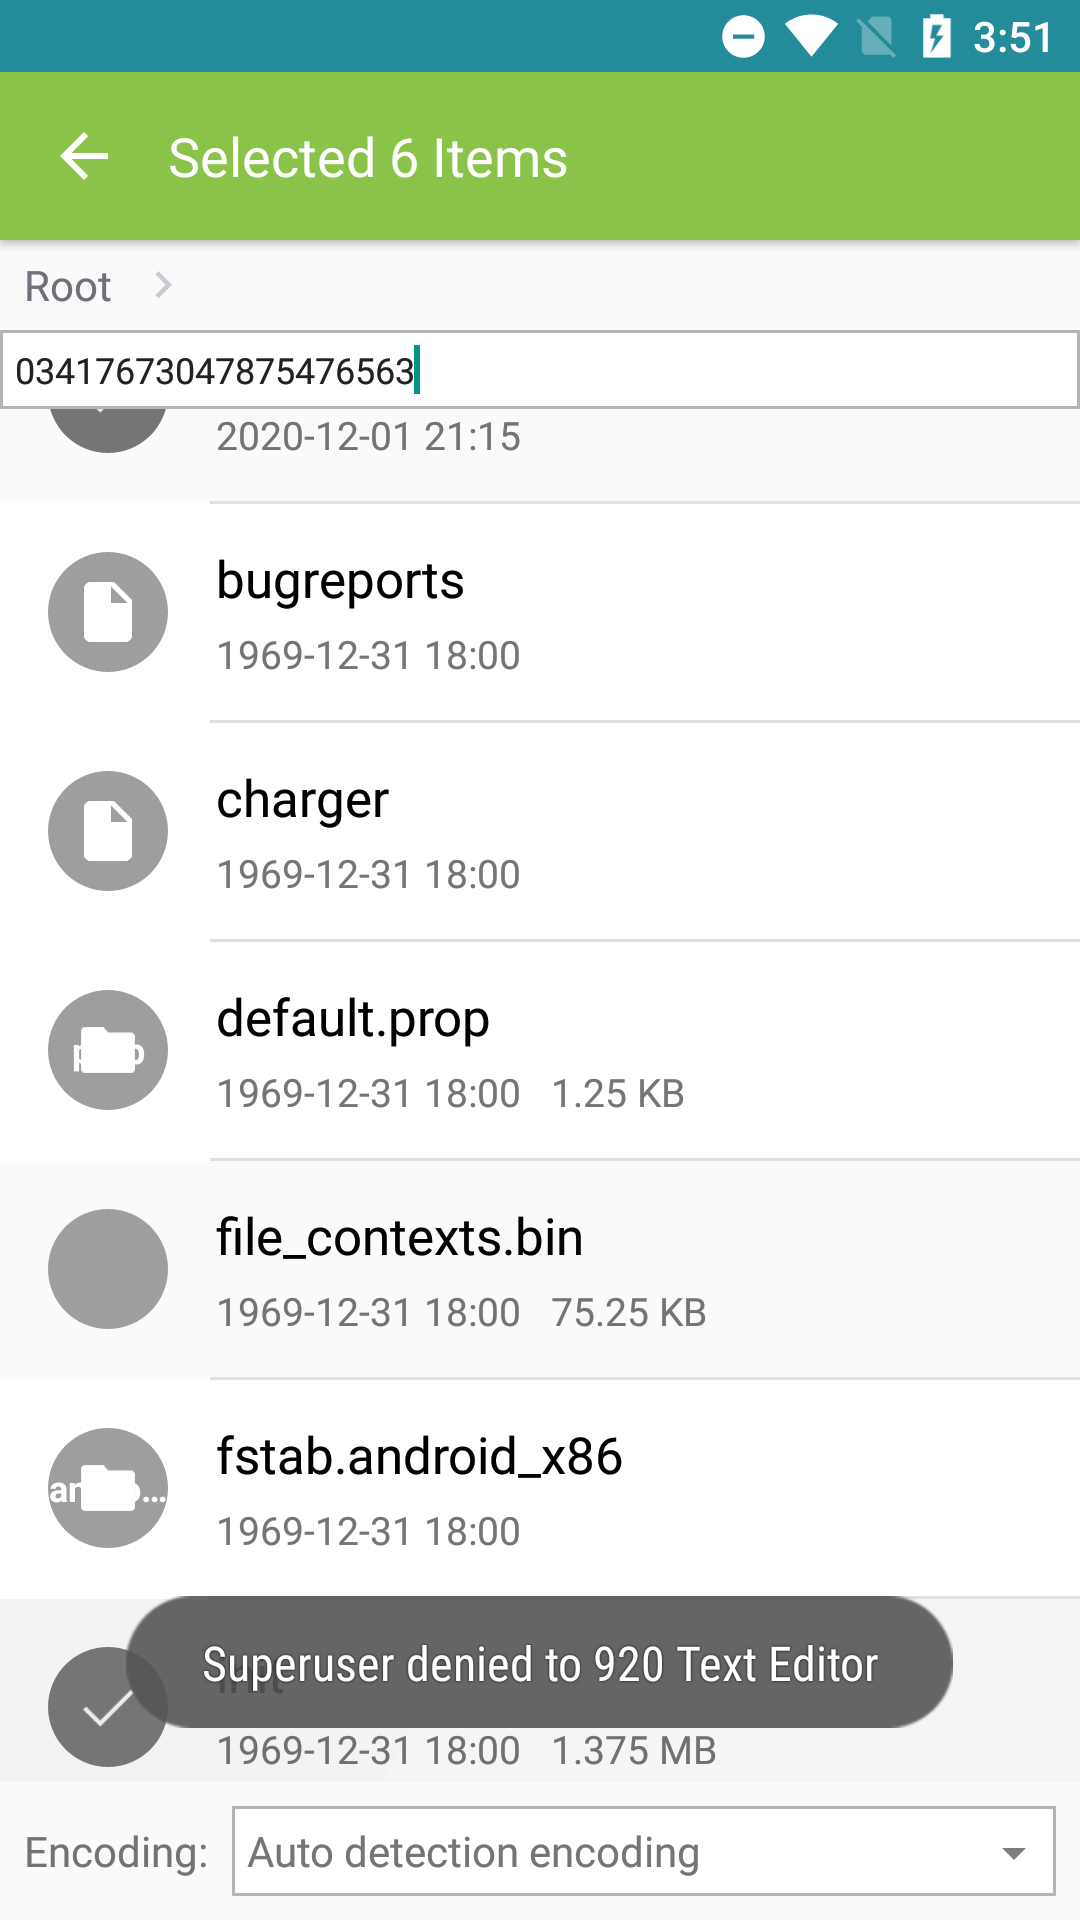 3:51
Selected 6 Items
Root
03417673047875476563
2020-12-01 21:15
bugreports
1969-12-31 18:00
charger
1969-12-31 18:00
default.prop
1969-12-31 18:00 1.25 KB
file_contexts.bin
1969-12-31 18:00 75.25 KB
fstab.android_x86
1969-12-31 18:00
Superuser denied to 920 Text Editor
1969-12-31 18:00 1.375 MB
Encoding: Auto detection encoding